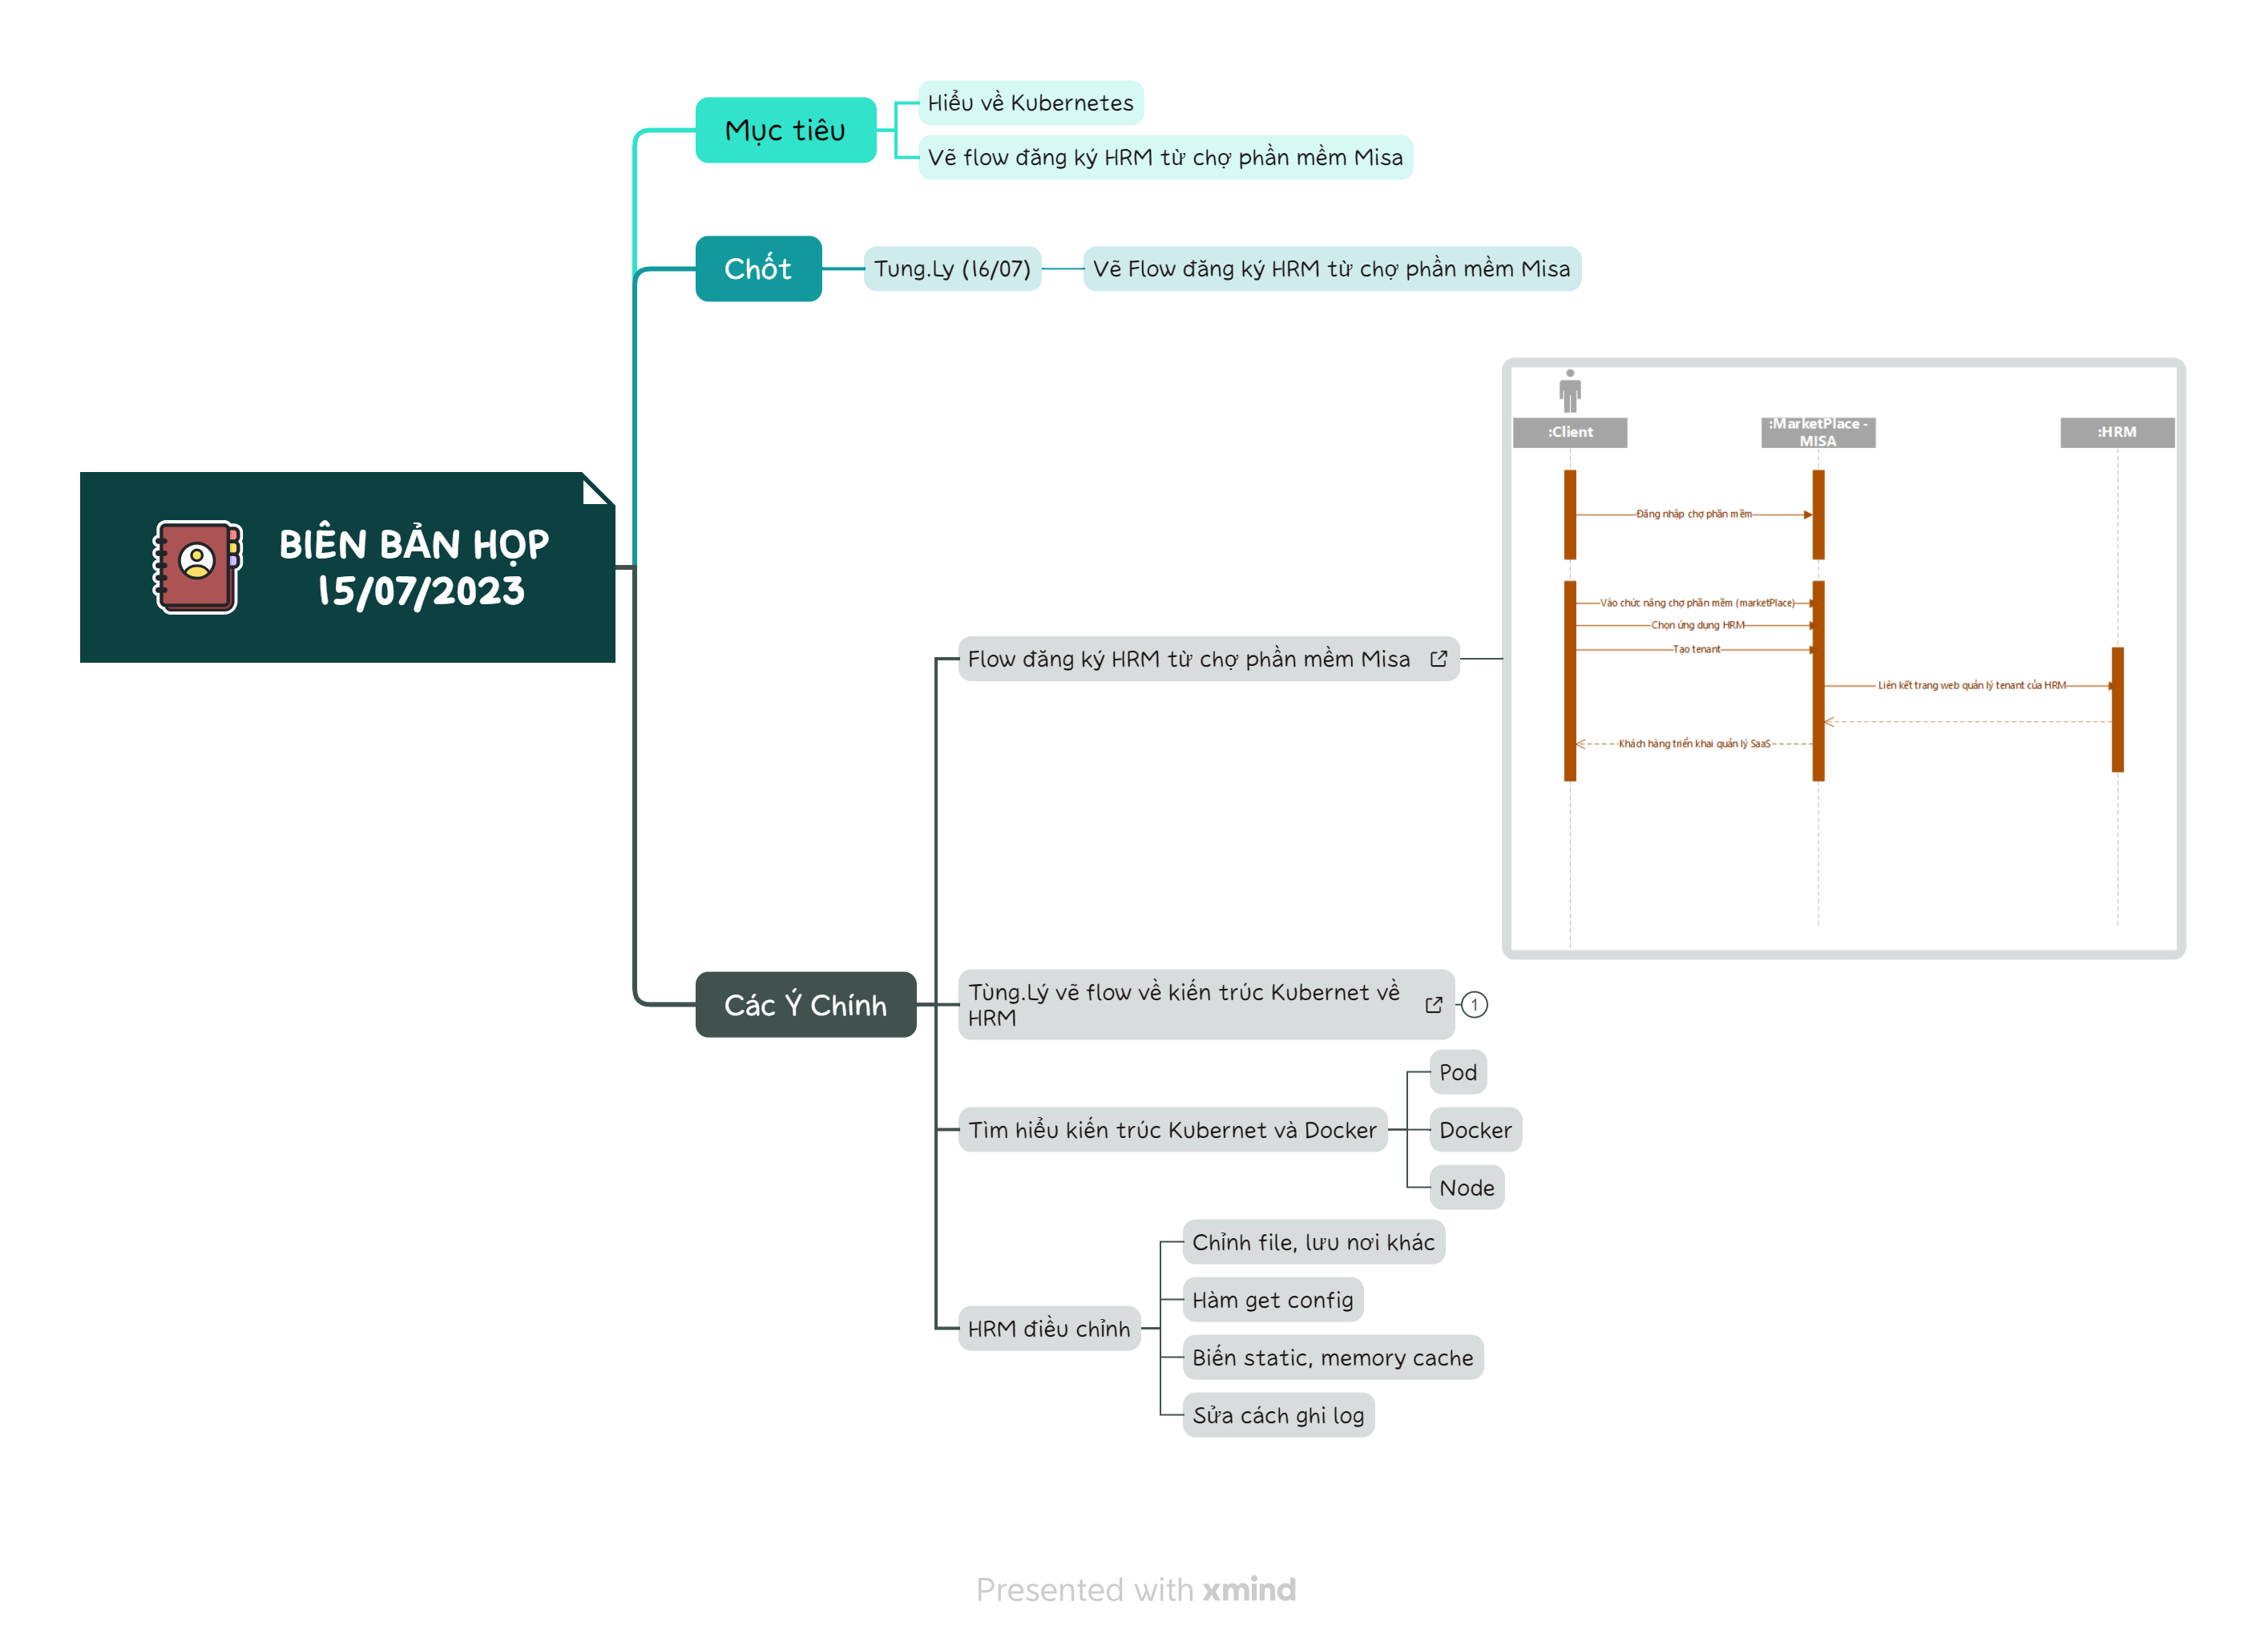 Mục tiêu
Hiểu về Kubernetes
Vẽ flow đăng ký HRM từ chợ phần mềm Misa
Chốt
Tung.Ly (16/07)
Vẽ Flow đăng ký HRM từ chợ phần mềm Misa
BIÊN BẢN HỌP
15/07/2023
Các Ý Chính
Flow đăng ký HRM từ chợ phần mềm Misa
:Client
:MarketPlace -
MISA
:HRM
Đăng nhập chợ phần mềm
Vào chức năng chợ phần mềm (marketPlace)
Chọn ứng dụng HRM
Tạo tenant
Liên kết trang web quản lý tenant của HRM
Khách hàng triển khai quản lý SaaS
Tùng.Lý vẽ flow về kiến trúc Kubernet về
HRM
1
Tìm hiểu kiến trúc Kubernet và Docker
Pod
Docker
Node
HRM điều chỉnh
Chỉnh file, lưu nơi khác
Hàm get config
Biến static, memory cache
Sửa cách ghi log
Presented with xmind